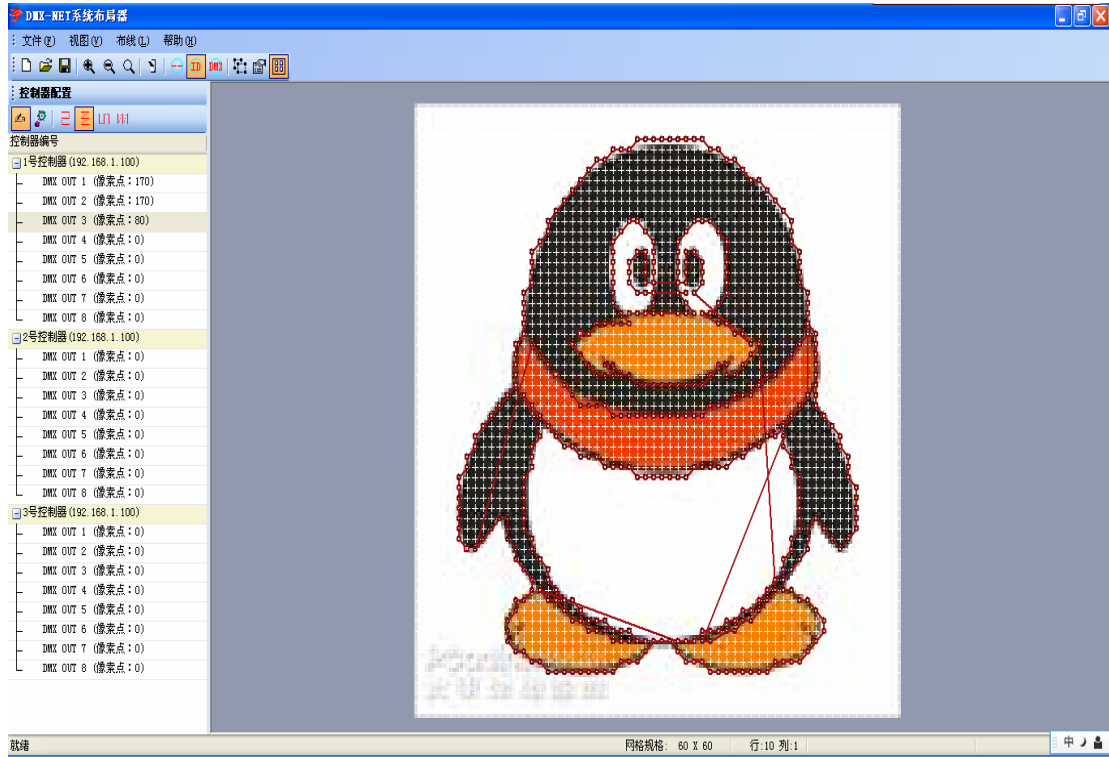 DMX-NET系统布局器
文件(F) 视图(V) 布线(L) 帮助(H)
ID DMX
控制器配置
控制器编号
1号控制器(192.168.1.100)
DMX OUT 1 (像素点：170)
DMX OUT 2 (像素点：170)
DMX OUT 3 (像素点：80)
DMX OUT 4 (像素点：0)
DMX OUT 5 (像素点：0)
DMX OUT 6 (像素点：0)
DMX OUT 7 (像素点：0)
DMX OUT 8 (像素点：0)
2号控制器(192.168.1.100)
DMX OUT 1 (像素点：0)
DMX OUT 2 (像素点：0)
DMX OUT 3 (像素点：0)
DMX OUT 4 (像素点：0)
DMX OUT 5 (像素点：0)
DMX OUT 6 (像素点：0)
DMX OUT 7 (像素点：0)
DMX OUT 8 (像素点：0)
3号控制器(192.168.1.100)
DMX OUT 1 (像素点：0)
DMX OUT 2 (像素点：0)
DMX OUT 3 (像素点：0)
DMX OUT 4 (像素点：0)
DMX OUT 5 (像素点：0)
DMX OUT 6 (像素点：0)
DMX OUT 7 (像素点：0)
DMX OUT 8 (像素点：0)
就绪 网格规格: 60 X 60 行:10 列:1 中